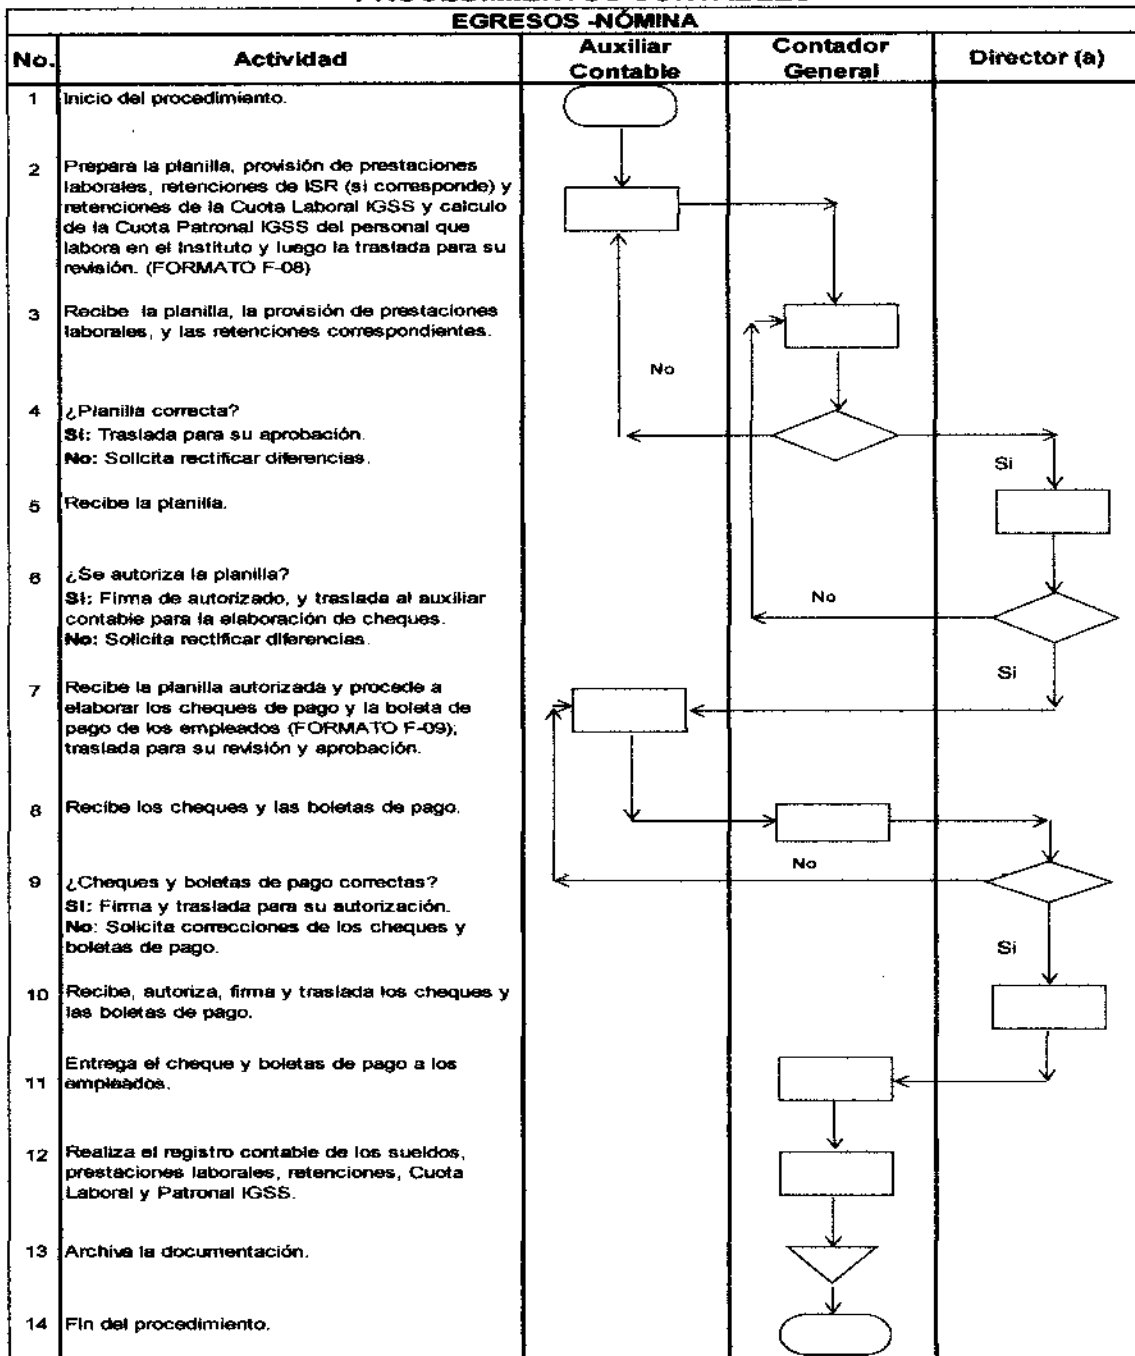 EGRESOS -NÓMINA
No.
Actividad
Auxiliar
Contable
Contador
General
Director (a)
1 Inicio del procedimiento.
2 Prepara la planilla, provisión de prestaciones
laborales, retenciones de ISR (si corresponde) y
retenciones de la Cuota Laboral IGSS y calculo
de la Cuota Patronal IGSS del personal que
labora en el Instituto y luego la traslada para su
revisión. (FORMATO F-08)
3 Recibe la planilla, la provisión de prestaciones
laborales, y las retenciones correspondientes.
No
4 ¿Planilla correcta?
Si: Traslada para su aprobación.
No: Solicita rectificar diferencias.
Si
5 Recibe la planilla.
6 ¿Se autoriza la planilla?
Si: Firma de autorizado, y traslada al auxiliar
contable para la elaboración de cheques.
No: Solicita rectificar diferencias.
No
Si
7 Recibe la planilla autorizada y procede a
elaborar los cheques de pago y la boleta de
pago de los empleados (FORMATO F-09);
traslada para su revisión y aprobación.
8 Recibe los cheques y las boletas de pago.
No
9 ¿Cheques y boletas de pago correctas?
Si: Firma y traslada para su autorización.
No: Solicita correcciones de los cheques y
boletas de pago.
Si
10 Recibe, autoriza, firma y traslada los cheques y
las boletas de pago.
Entrega el cheque y boletas de pago a los
11 empleados.
12 Realiza el registro contable de los sueldos,
prestaciones laborales, retenciones, Cuota
Laboral y Patronal IGSS.
13 Archiva la documentación.
14 Fin del procedimiento.